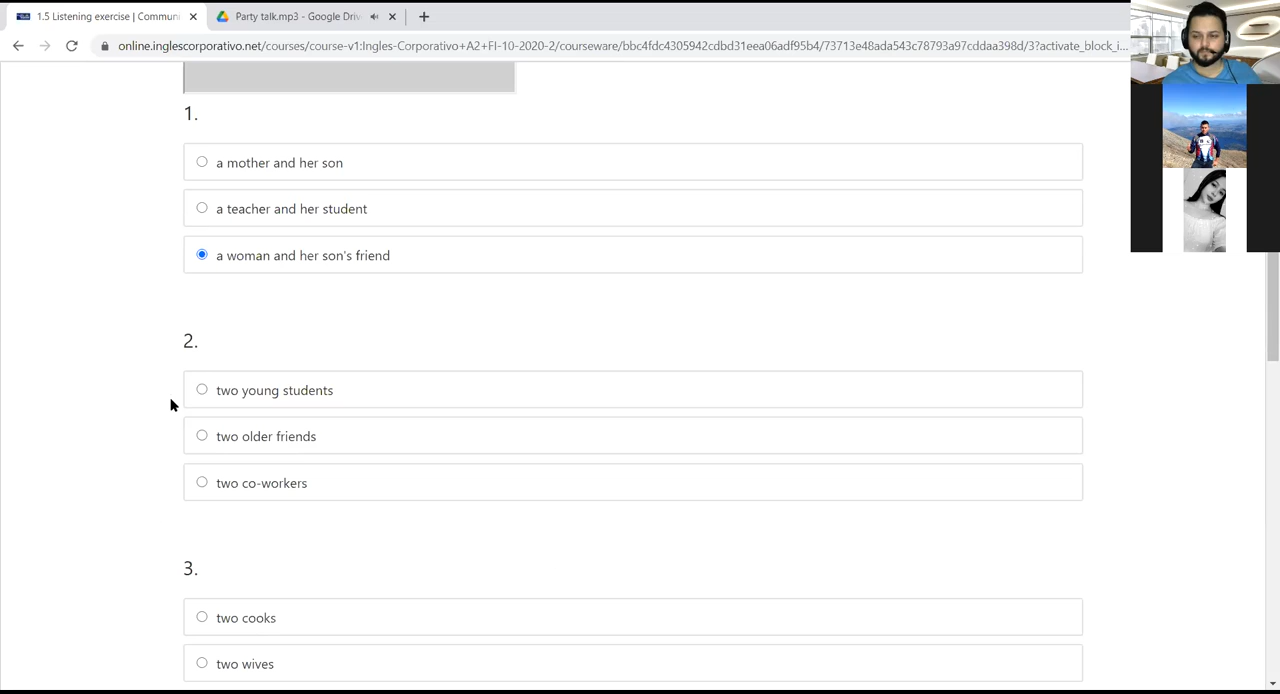 1.5 Listening exercise | Commun
Party talk.mp3 - Google Driv
online.inglescorporativo.net/courses/course-v1:Ingles-Corporativo+A2+FI-10-2020-2/courseware/bbc4fdc4305942cdbd31eea06adf95b4/73713e48ada543c78793a97cddaa398d/3?activate_block_i...
1.
a mother and her son
a teacher and her student
a woman and her son's friend
2.
two young students
two older friends
two co-workers
3.
two cooks
two wives